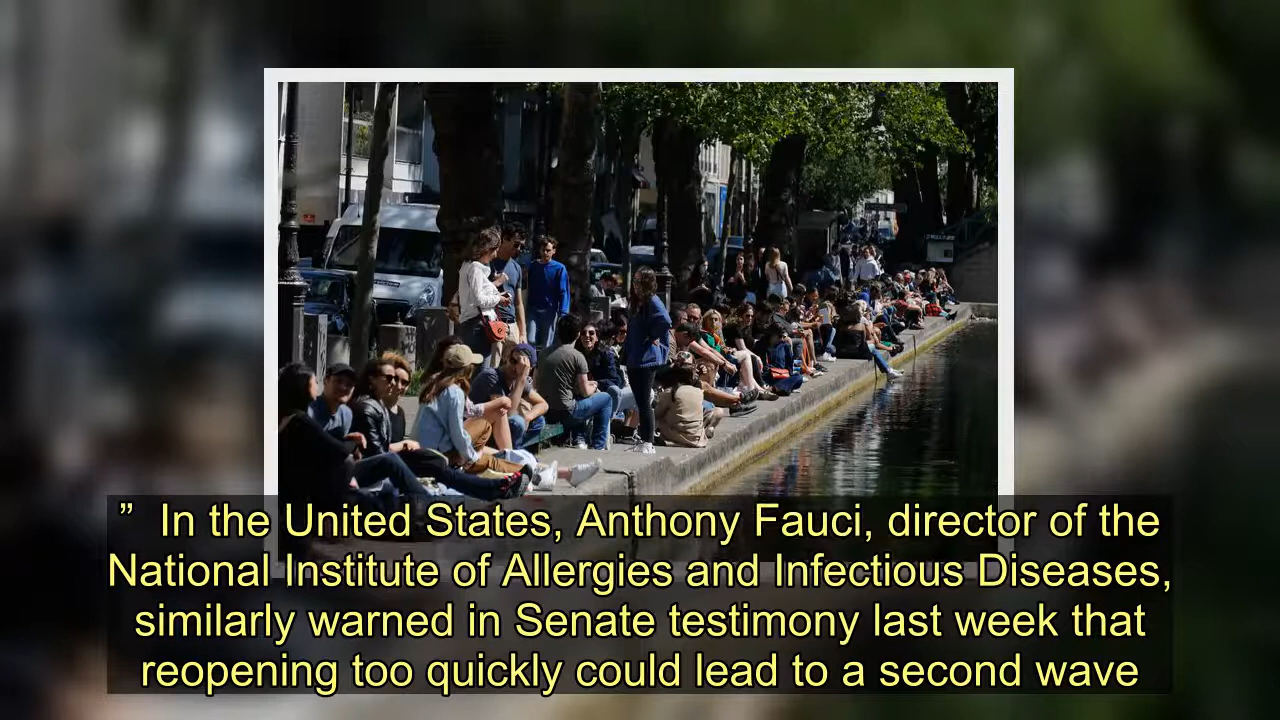 ” In the United States, Anthony Fauci, director of the
National Institute of Allergies and Infectious Diseases,
similarly warned in Senate testimony last week that
reopening too quickly could lead to a second wave